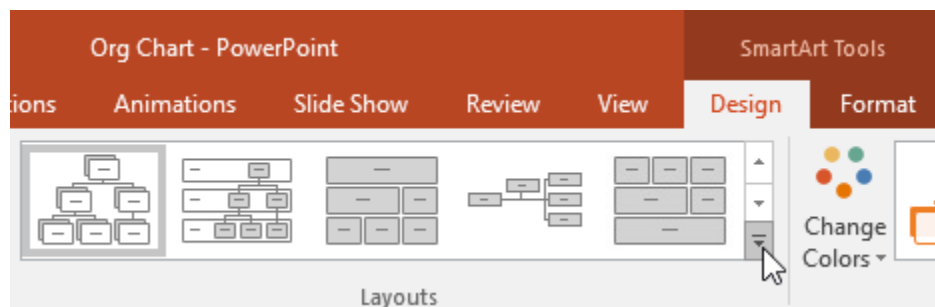 Org Chart - PowerPoint
SmartArt Tools
tions
Animations
Slide Show
Review
View
Design
Format
Change
Colors
Layouts